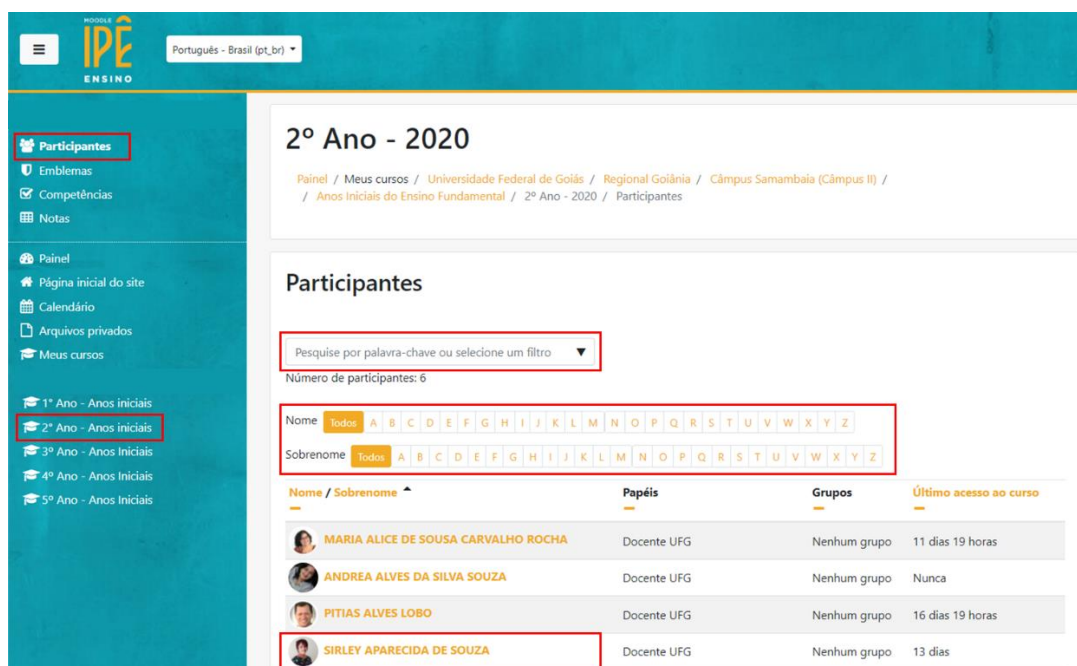 MOODLE
IPÊ
ENSINO
Português - Brasil (pt_br)
Participantes
Emblemas
Competências
Notas
Painel
Página inicial do site
Calendário
Arquivos privados
Meus cursos
1° Ano - Anos iniciais
2° Ano - Anos iniciais
3º Ano - Anos Iniciais
4º Ano - Anos Iniciais
5º Ano - Anos Iniciais
2º Ano - 2020
Painel / Meus cursos / Universidade Federal de Goiás / Regional Goiânia / Câmpus Samambaia (Câmpus II) /
/ Anos Iniciais do Ensino Fundamental / 2º Ano - 2020 / Participantes
Participantes
Pesquise por palavra-chave ou selecione um filtro ▼
Número de participantes: 6
Nome Todos A B C D E F G H I J K L M N O P Q R S T U V W X Y Z
Sobrenome Todos A B C D E F G H I J K L M N O P Q R S T U V W X Y Z
Nome / Sobrenome Papéis Grupos Último acesso ao curso
MARIA ALICE DE SOUSA CARVALHO ROCHA Docente UFG Nenhum grupo 11 dias 19 horas
ANDREA ALVES DA SILVA SOUZA Docente UFG Nenhum grupo Nunca
PITIAS ALVES LOBO Docente UFG Nenhum grupo 16 dias 19 horas
SIRLEY APARECIDA DE SOUZA Docente UFG Nenhum grupo 13 dias